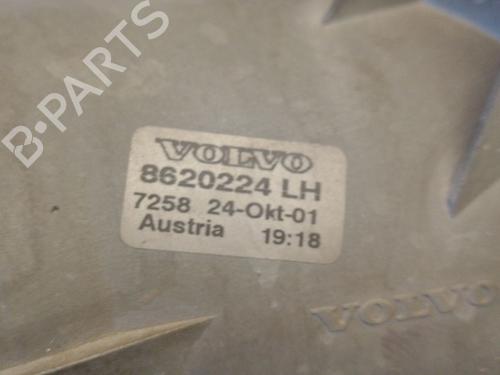 B-PARTS
VOLVO
8620224 LH
7258 24-Okt-01
Austria 19:18
VOLVO